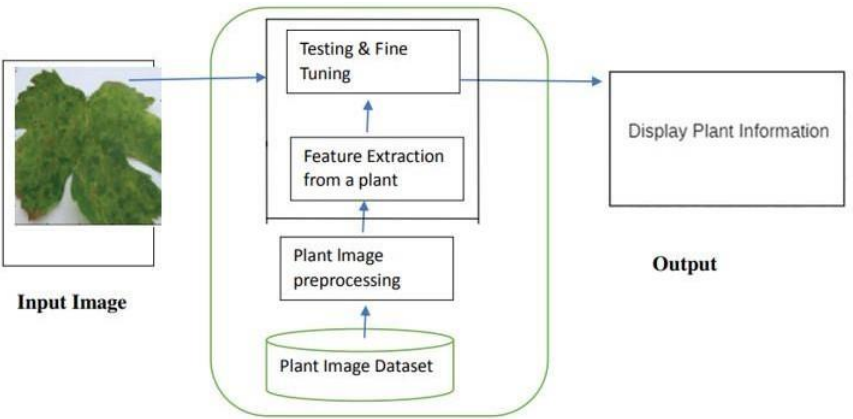 Testing & Fine
Tuning
Display Plant Information
Feature Extraction
from a plant
Plant Image
preprocessing
Output
Input Image
Plant Image Dataset